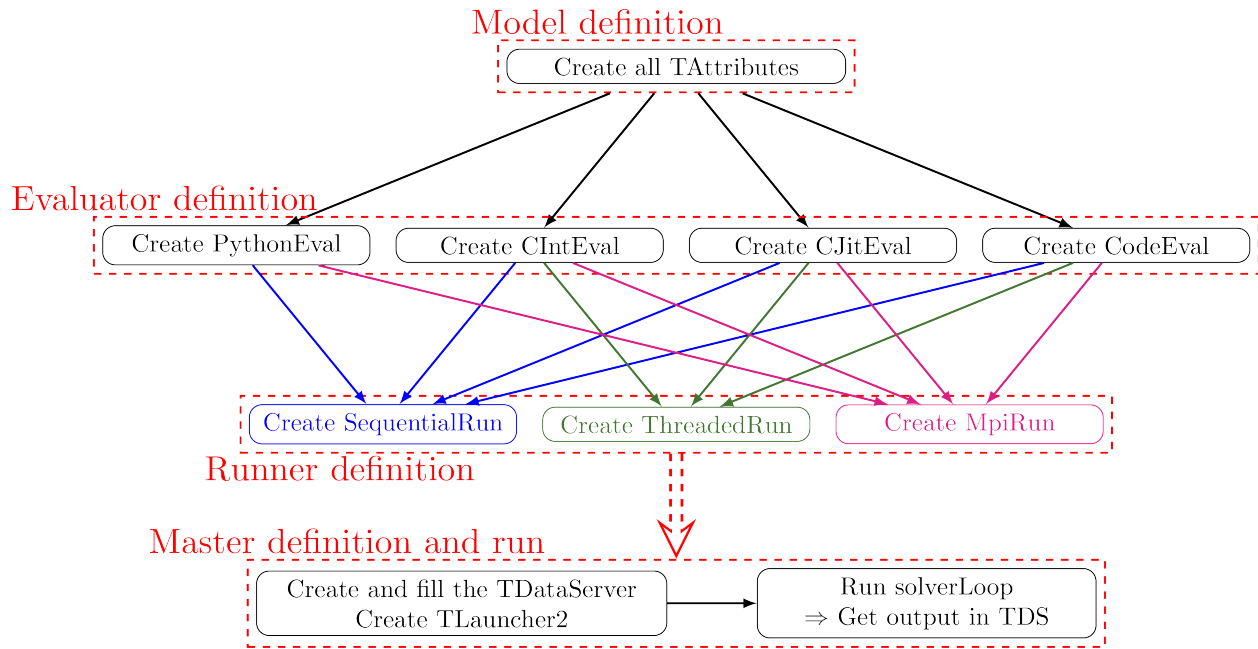 Model definition
Create all TAttributes
Evaluator definition
Create PythonEval
Create CIntEval
Create CJitEval
Create CodeEval
Create SequentialRun
Create ThreadedRun
Create MpiRun
Runner definition
Master definition and run
Create and fill the TDataServer
Create TLauncher2
Run solverLoop
⇒ Get output in TDS